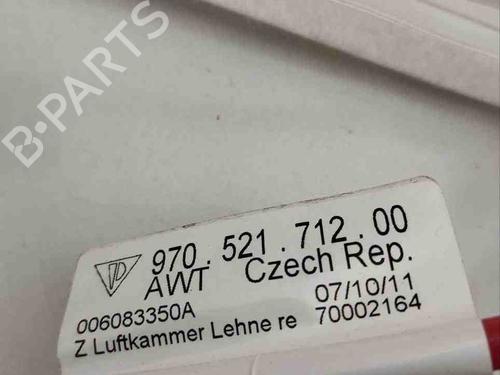 B-PARTS
970.521.712.00
AWT Czech Rep.
006083350A 07/10/11
Z Luftkammer Lehne re 70002164